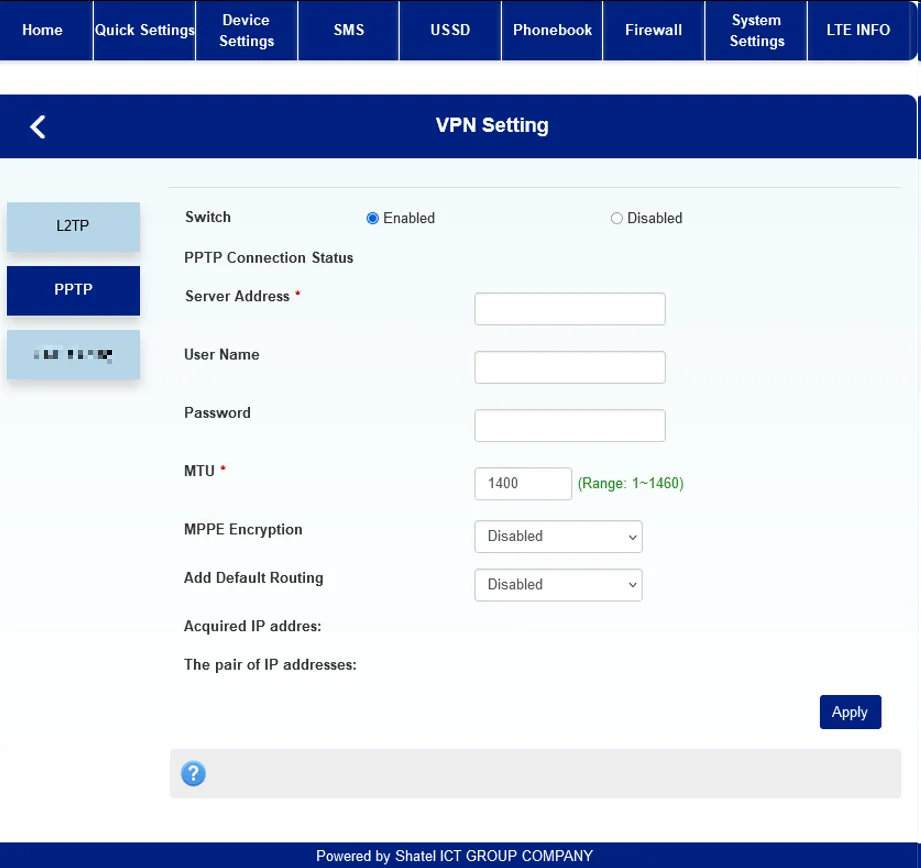 Home
Quick Settings
Device
Settings
SMS
USSD
Phonebook
Firewall
System
Settings
LTE INFO
VPN Setting
L2TP
PPTP
Switch
Enabled
Disabled
PPTP Connection Status
Server Address *
User Name
Password
MTU *
1400
(Range: 1~1460)
MPPE Encryption
Disabled
Add Default Routing
Disabled
Acquired IP addres:
The pair of IP addresses:
Apply
?
Powered by Shatel ICT GROUP COMPANY